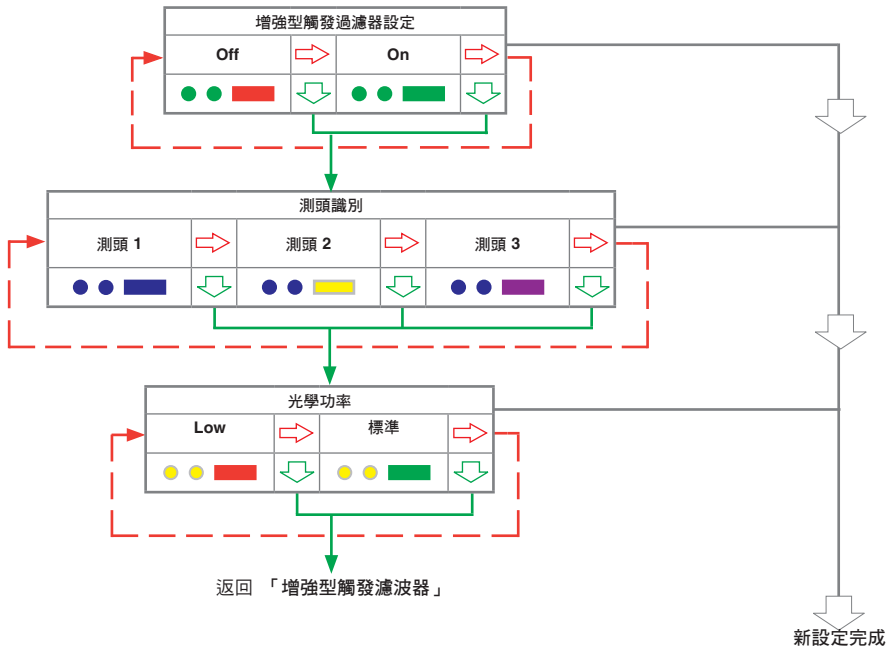 增強型觸發過濾器設定
Off
On
測頭識別
測頭 1
測頭 2
測頭 3
光學功率
Low
標準
返回 「增強型觸發濾波器」
新設定完成